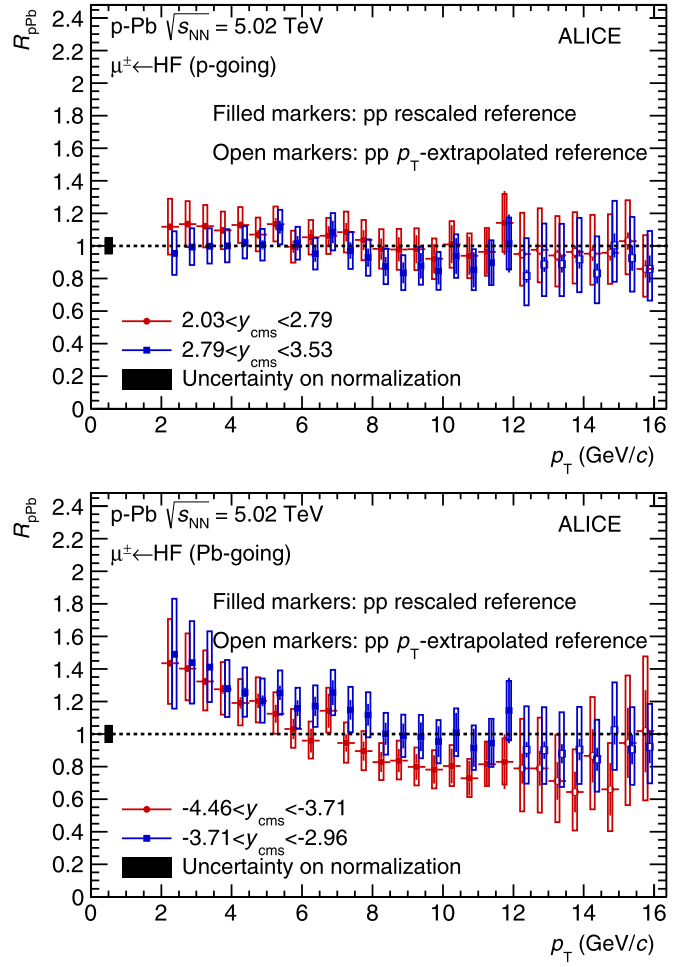 R_pPb
2.4
2.2
2
1.8
1.6
1.4
1.2
1
0.8
0.6
0.4
0.2
0
p-Pb √s_NN = 5.02 TeV
ALICE
μ±←HF (p-going)
Filled markers: pp rescaled reference
Open markers: pp p_T-extrapolated reference
2.03<y_cms<2.79
2.79<y_cms<3.53
Uncertainty on normalization
0 2 4 6 8 10 12 14 16
p_T (GeV/c)
R_pPb
2.4
2.2
2
1.8
1.6
1.4
1.2
1
0.8
0.6
0.4
0.2
0
p-Pb √s_NN = 5.02 TeV
ALICE
μ±←HF (Pb-going)
Filled markers: pp rescaled reference
Open markers: pp p_T-extrapolated reference
-4.46<y_cms<-3.71
-3.71<y_cms<-2.96
Uncertainty on normalization
0 2 4 6 8 10 12 14 16
p_T (GeV/c)